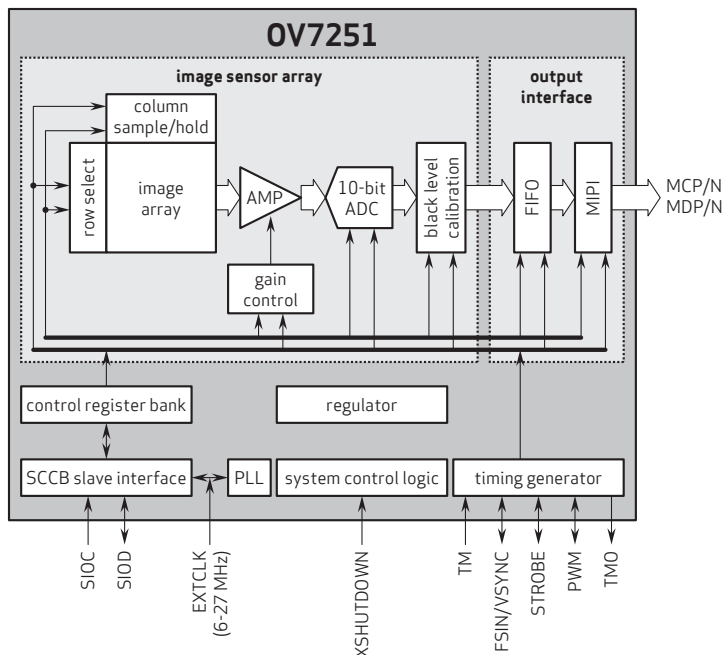 OV7251
image sensor array
output
interface
column
sample/hold
row select
image
array
AMP
10-bit
ADC
black level
calibration
FIFO
MIPI
MCP/N
MDP/N
gain
control
control register bank
regulator
SCCB slave interface
PLL
system control logic
timing generator
SIOC
SIOD
EXTCLK
(6-27 MHz)
XSHUTDOWN
TM
FSIN/VSYNC
STROBE
PWM
TMO